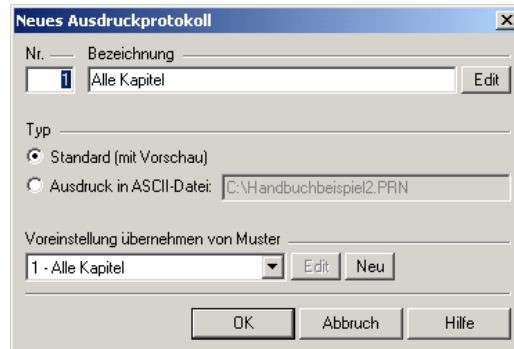 Neues Ausdruckprotokoll
Nr. Bezeichnung
1 Alle Kapitel Edit
Typ
Standard (mit Vorschau)
Ausdruck in ASCII-Datei: C:\Handbuchbeispiel2.PRN
Voreinstellung übernehmen von Muster
1 - Alle Kapitel Edit Neu
OK Abbruch Hilfe